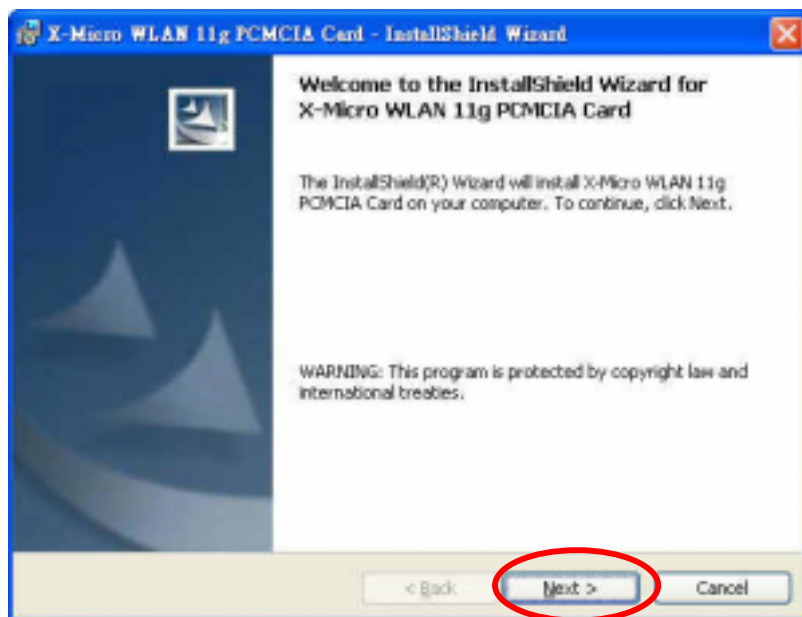 X-Micro WLAN 11g PCMCIA Card - InstallShield Wizard
Welcome to the InstallShield Wizard for
X-Micro WLAN 11g PCMCIA Card
The InstallShield(R) Wizard will install X-Micro WLAN 11g
PCMCIA Card on your computer. To continue, click Next.
WARNING: This program is protected by copyright law and
international treaties.
< Back
Next >
Cancel